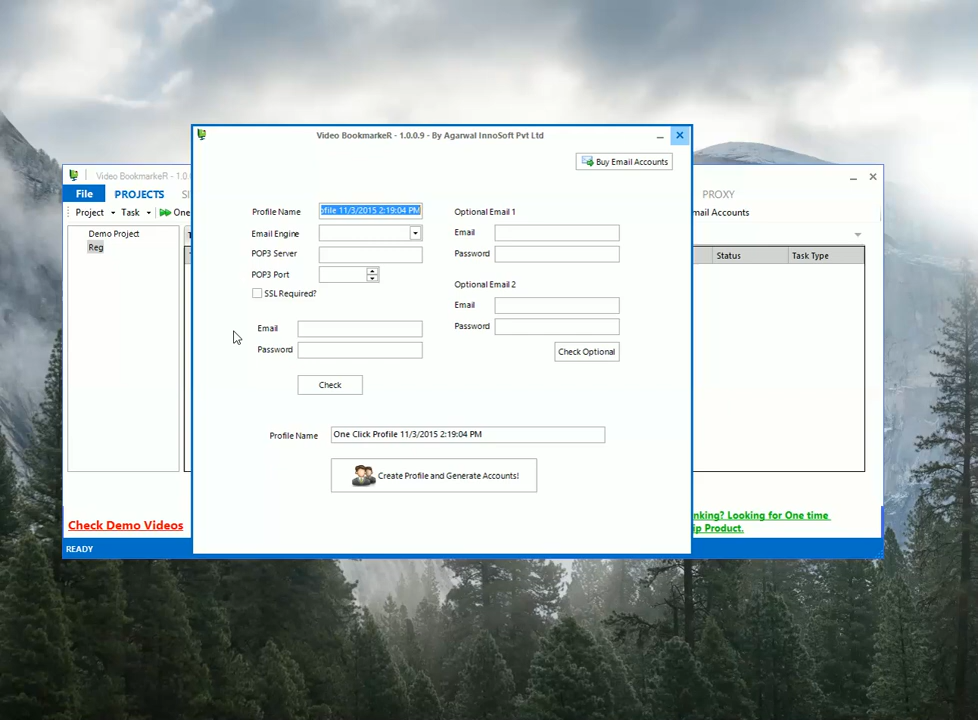 Video BookmarkeR - 1.0.0.9 - By Agarwal InnoSoft Pvt Ltd
Buy Email Accounts
Video BookmarkeR - 1.0
File PROJECTS PROXY
Project Task One mail Accounts
Demo Project
Reg
Status Task Type
Profile Name ofile 11/3/2015 2:19:04 PM
Email Engine
POP3 Server
POP3 Port
SSL Required?
Email
Password
Check
Optional Email 1
Email
Password
Optional Email 2
Email
Password
Check Optional
Profile Name One Click Profile 11/3/2015 2:19:04 PM
Create Profile and Generate Accounts!
Check Demo Videos
nking? Looking for One time
ip Product.
READY